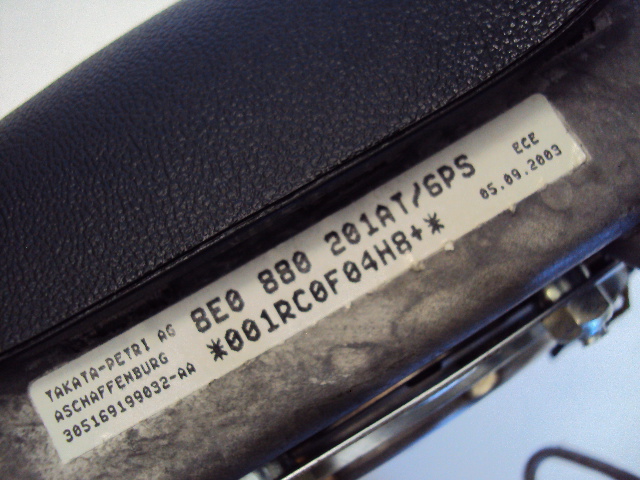 TAKATA-PETRI AG
ASCHAFFENBURG
305169199032-AA
8E0 880 201AT/6PS
*001RC0F04H8+*
ECE
05.09.2003